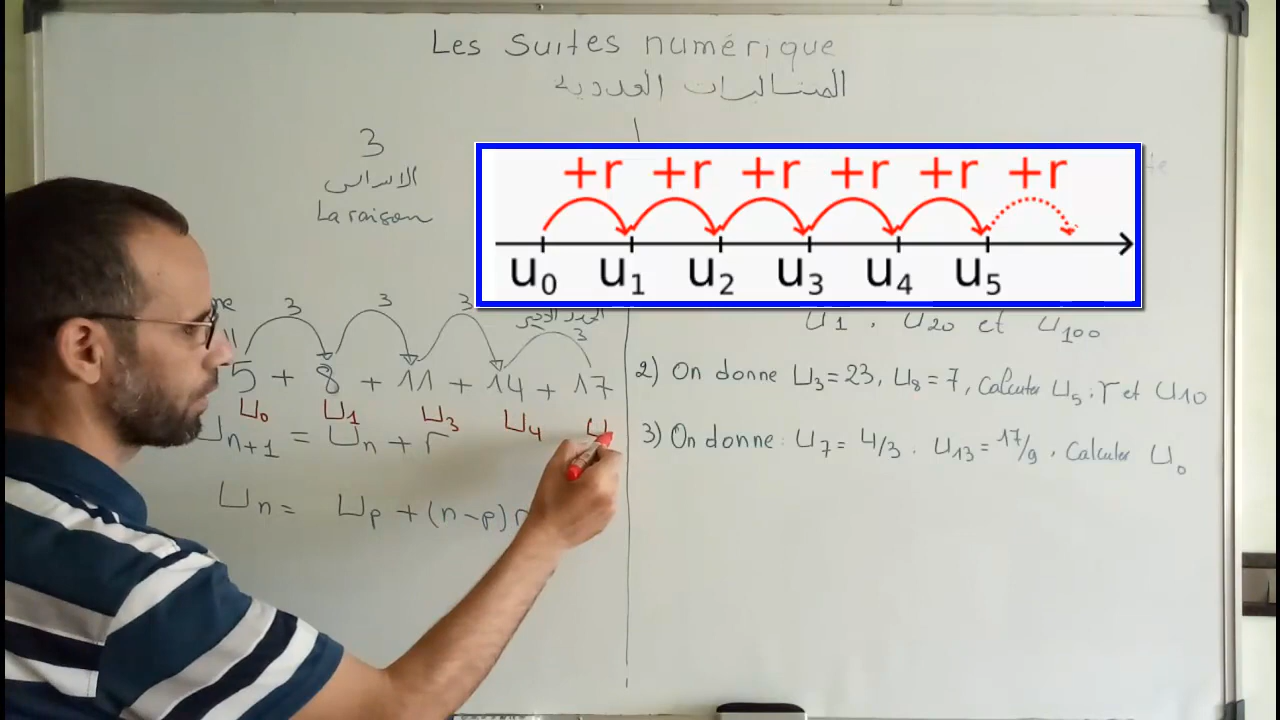 Les suites numérique
المتتاليات العددية
3
الأساس
La raison
+r +r +r +r +r +r
u0 u1 u2 u3 u4 u5
3 3 3 3
الحد الأخير
5 + 8 + 11 + 14 + 17
U0 U1 U3 U4 U
Un+1 = Un + r
Un = Up + (n-p)r
U1 , U20 et U100
2) On donne U3=23, U8=7, Calculer U5 ; r et U10
3) On donne : U7= 4/3 . U13= 17/9 . Calculer U0